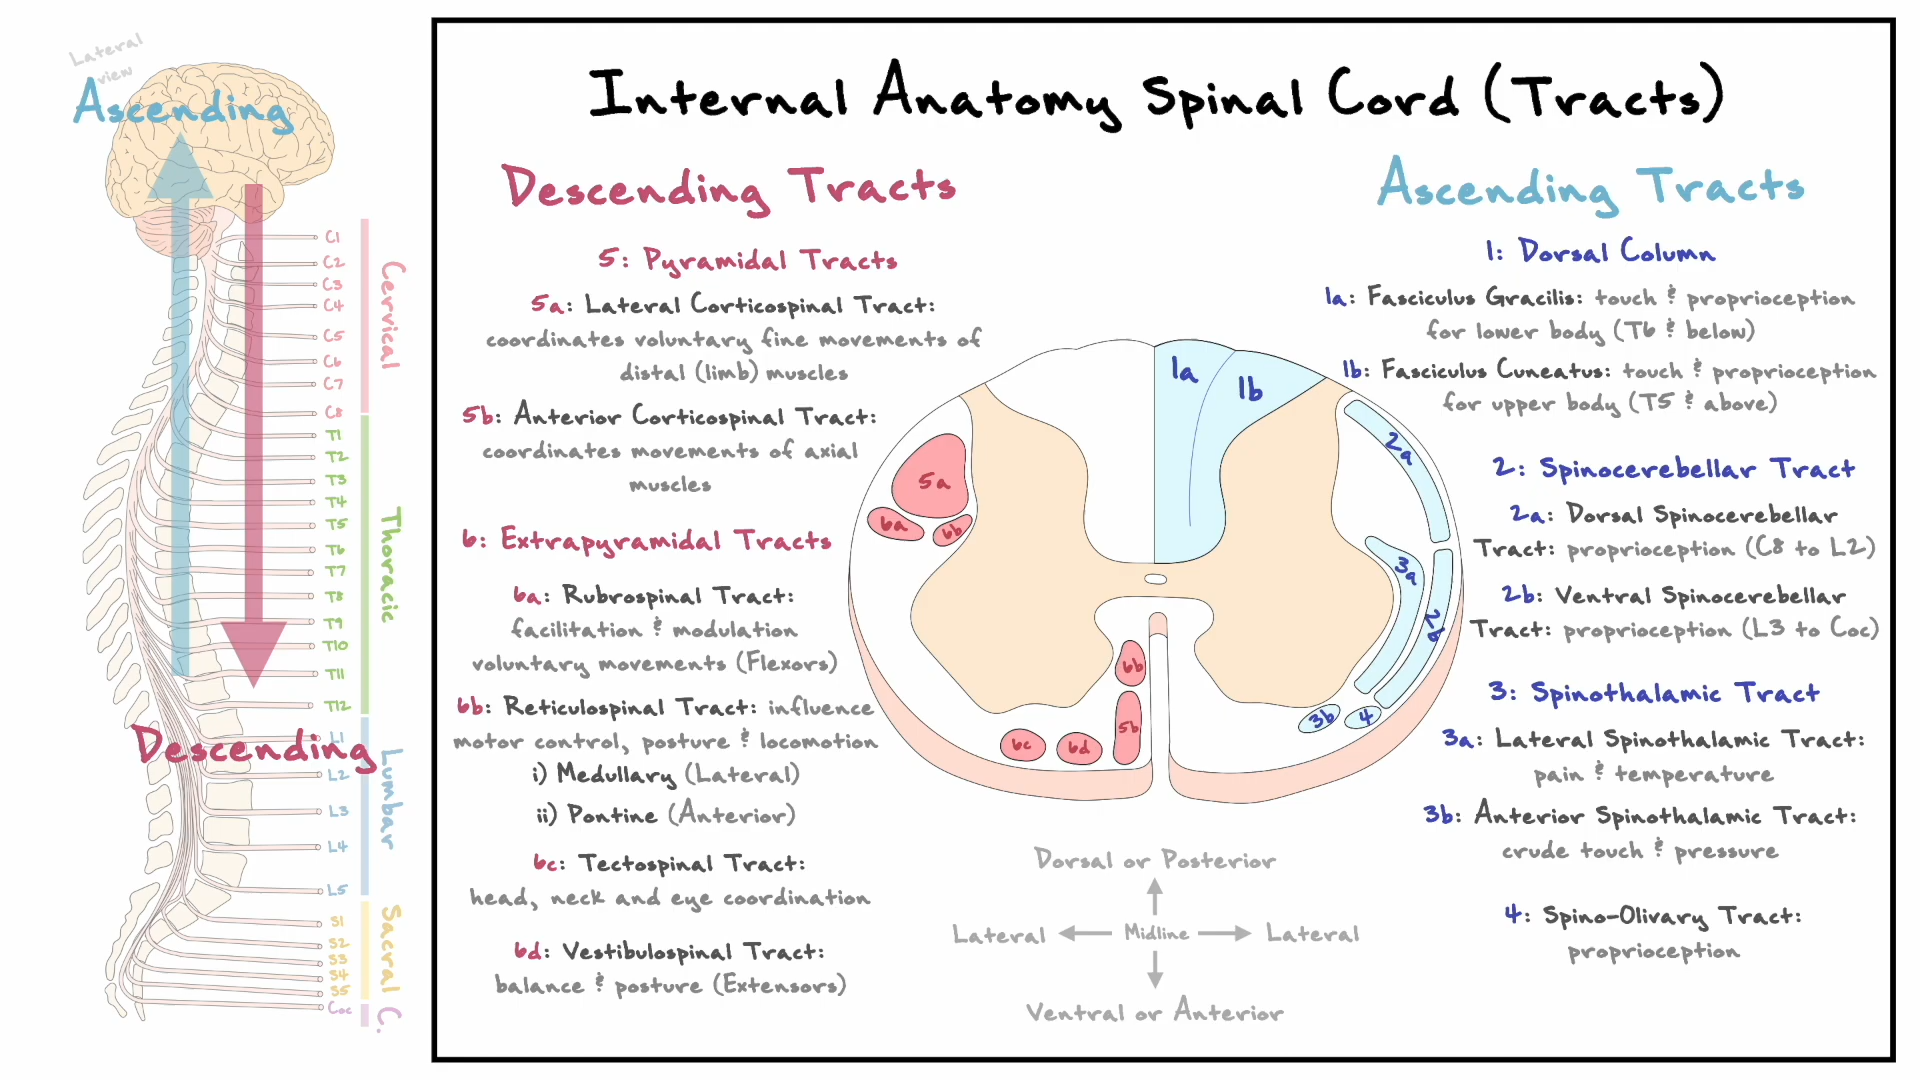 Lateral
view
Ascending
C1
C2
C3
C4
C5
C6
C7
C8
T1
T2
T3
T4
T5
T6
T7
T8
T9
T10
T11
T12
L1
L2
L3
L4
L5
S1
S2
S3
S4
S5
Coc
Cervical
Thoracic
Lumbar
Sacral
C.
Descending
Internal Anatomy Spinal Cord (Tracts)
Descending Tracts
5: Pyramidal Tracts
5a: Lateral Corticospinal Tract:
coordinates voluntary fine movements of
distal (limb) muscles
5b: Anterior Corticospinal Tract:
coordinates movements of axial
muscles
6: Extrapyramidal Tracts
6a: Rubrospinal Tract:
facilitation & modulation
voluntary movements (Flexors)
6b: Reticulospinal Tract: influence
motor control, posture & locomotion
i) Medullary (Lateral)
ii) Pontine (Anterior)
6c: Tectospinal Tract:
head, neck and eye coordination
6d: Vestibulospinal Tract:
balance & posture (Extensors)
1a
1b
2a
5a
6a
6b
3a
2b
6b
5b
6c
6d
3b
4
Dorsal or Posterior
Lateral
Midline
Lateral
Ventral or Anterior
Ascending Tracts
1: Dorsal Column
1a: Fasciculus Gracilis: touch & proprioception
for lower body (T6 & below)
1b: Fasciculus Cuneatus: touch & proprioception
for upper body (T5 & above)
2: Spinocerebellar Tract
2a: Dorsal Spinocerebellar
Tract: proprioception (C8 to L2)
2b: Ventral Spinocerebellar
Tract: proprioception (L3 to Coc)
3: Spinothalamic Tract
3a: Lateral Spinothalamic Tract:
pain & temperature
3b: Anterior Spinothalamic Tract:
crude touch & pressure
4: Spino-Olivary Tract:
proprioception